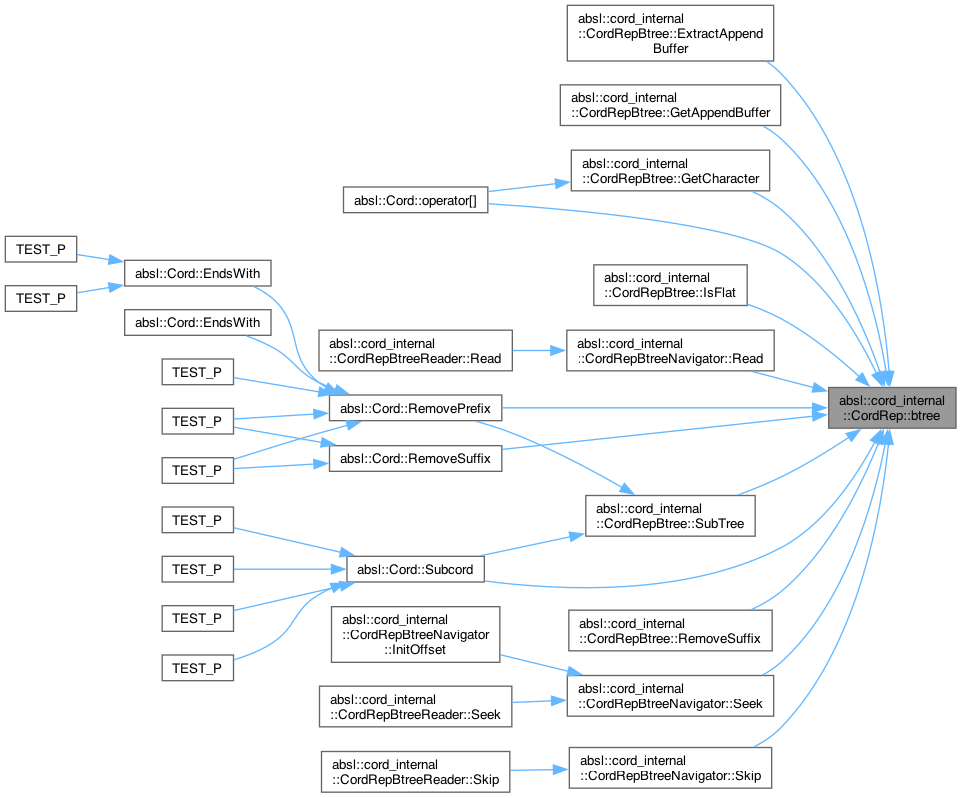 absl::cord_internal
::CordRepBtree::ExtractAppend
Buffer
absl::cord_internal
::CordRepBtree::GetAppendBuffer
absl::cord_internal
::CordRepBtree::GetCharacter
absl::Cord::operator[]
TEST_P
absl::Cord::EndsWith
absl::cord_internal
::CordRepBtree::IsFlat
TEST_P
absl::Cord::EndsWith
absl::cord_internal
::CordRepBtreeReader::Read
absl::cord_internal
::CordRepBtreeNavigator::Read
TEST_P
absl::Cord::RemovePrefix
absl::cord_internal
::CordRep::btree
TEST_P
absl::Cord::RemoveSuffix
TEST_P
absl::cord_internal
::CordRepBtree::SubTree
TEST_P
absl::Cord::Subcord
TEST_P
TEST_P
absl::cord_internal
::CordRepBtreeNavigator
::InitOffset
absl::cord_internal
::CordRepBtree::RemoveSuffix
TEST_P
absl::cord_internal
::CordRepBtreeReader::Seek
absl::cord_internal
::CordRepBtreeNavigator::Seek
absl::cord_internal
::CordRepBtreeReader::Skip
absl::cord_internal
::CordRepBtreeNavigator::Skip